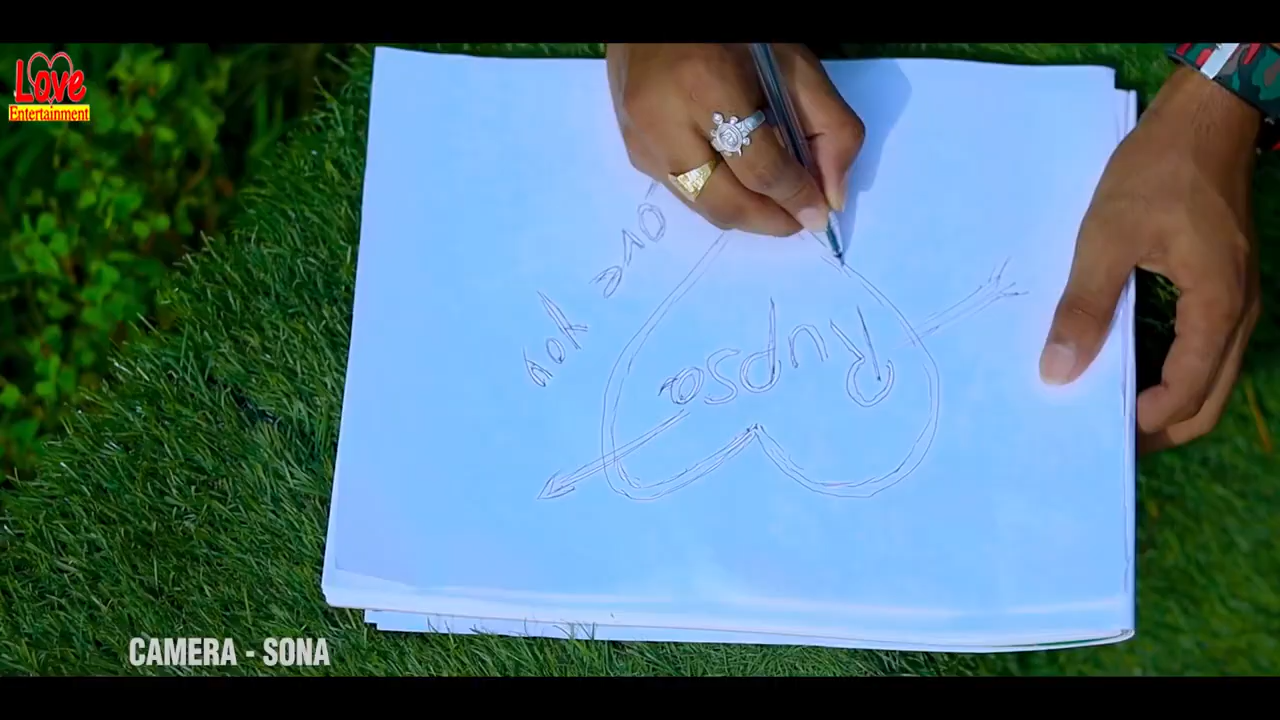 Love
Entertainment
Rupsa
love You
CAMERA - SONA